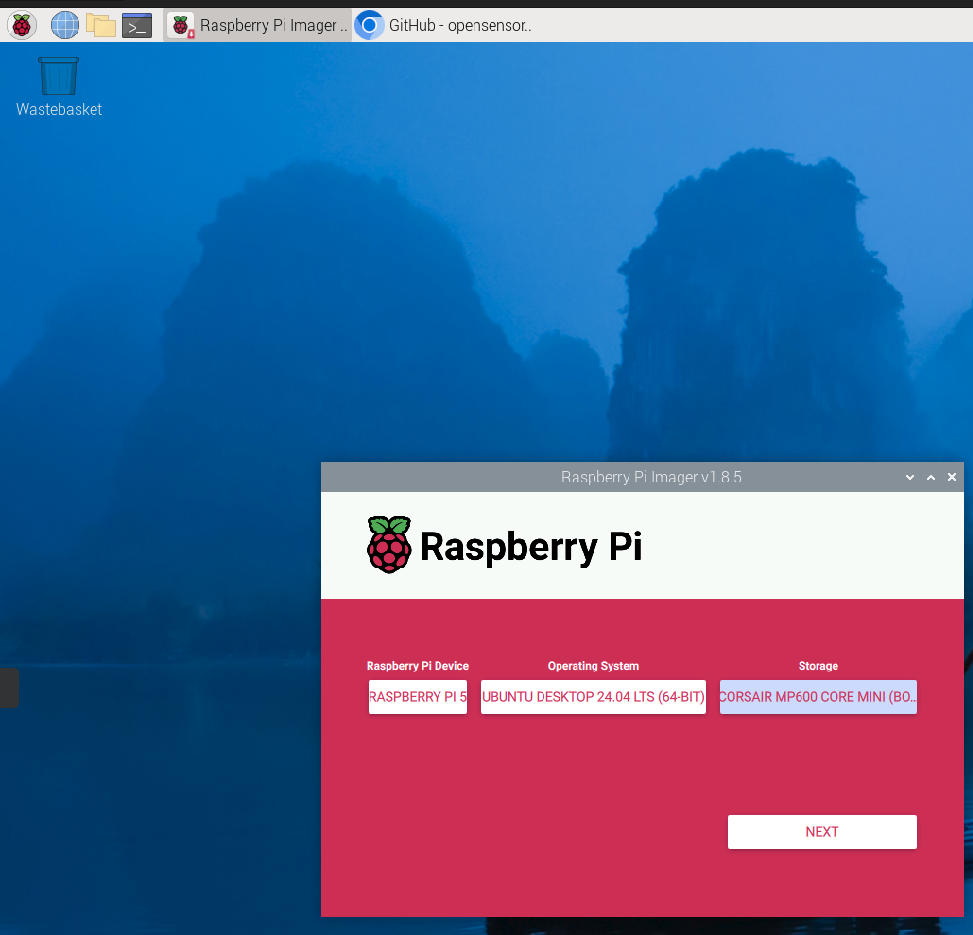 Raspberry Pi Imager ..
GitHub - opensensor..
Wastebasket
Raspberry Pi Imager v1.8.5
Raspberry Pi
Raspberry Pi Device
Operating System
Storage
RASPBERRY PI 5
UBUNTU DESKTOP 24.04 LTS (64-BIT)
CORSAIR MP600 CORE MINI (BO...
NEXT